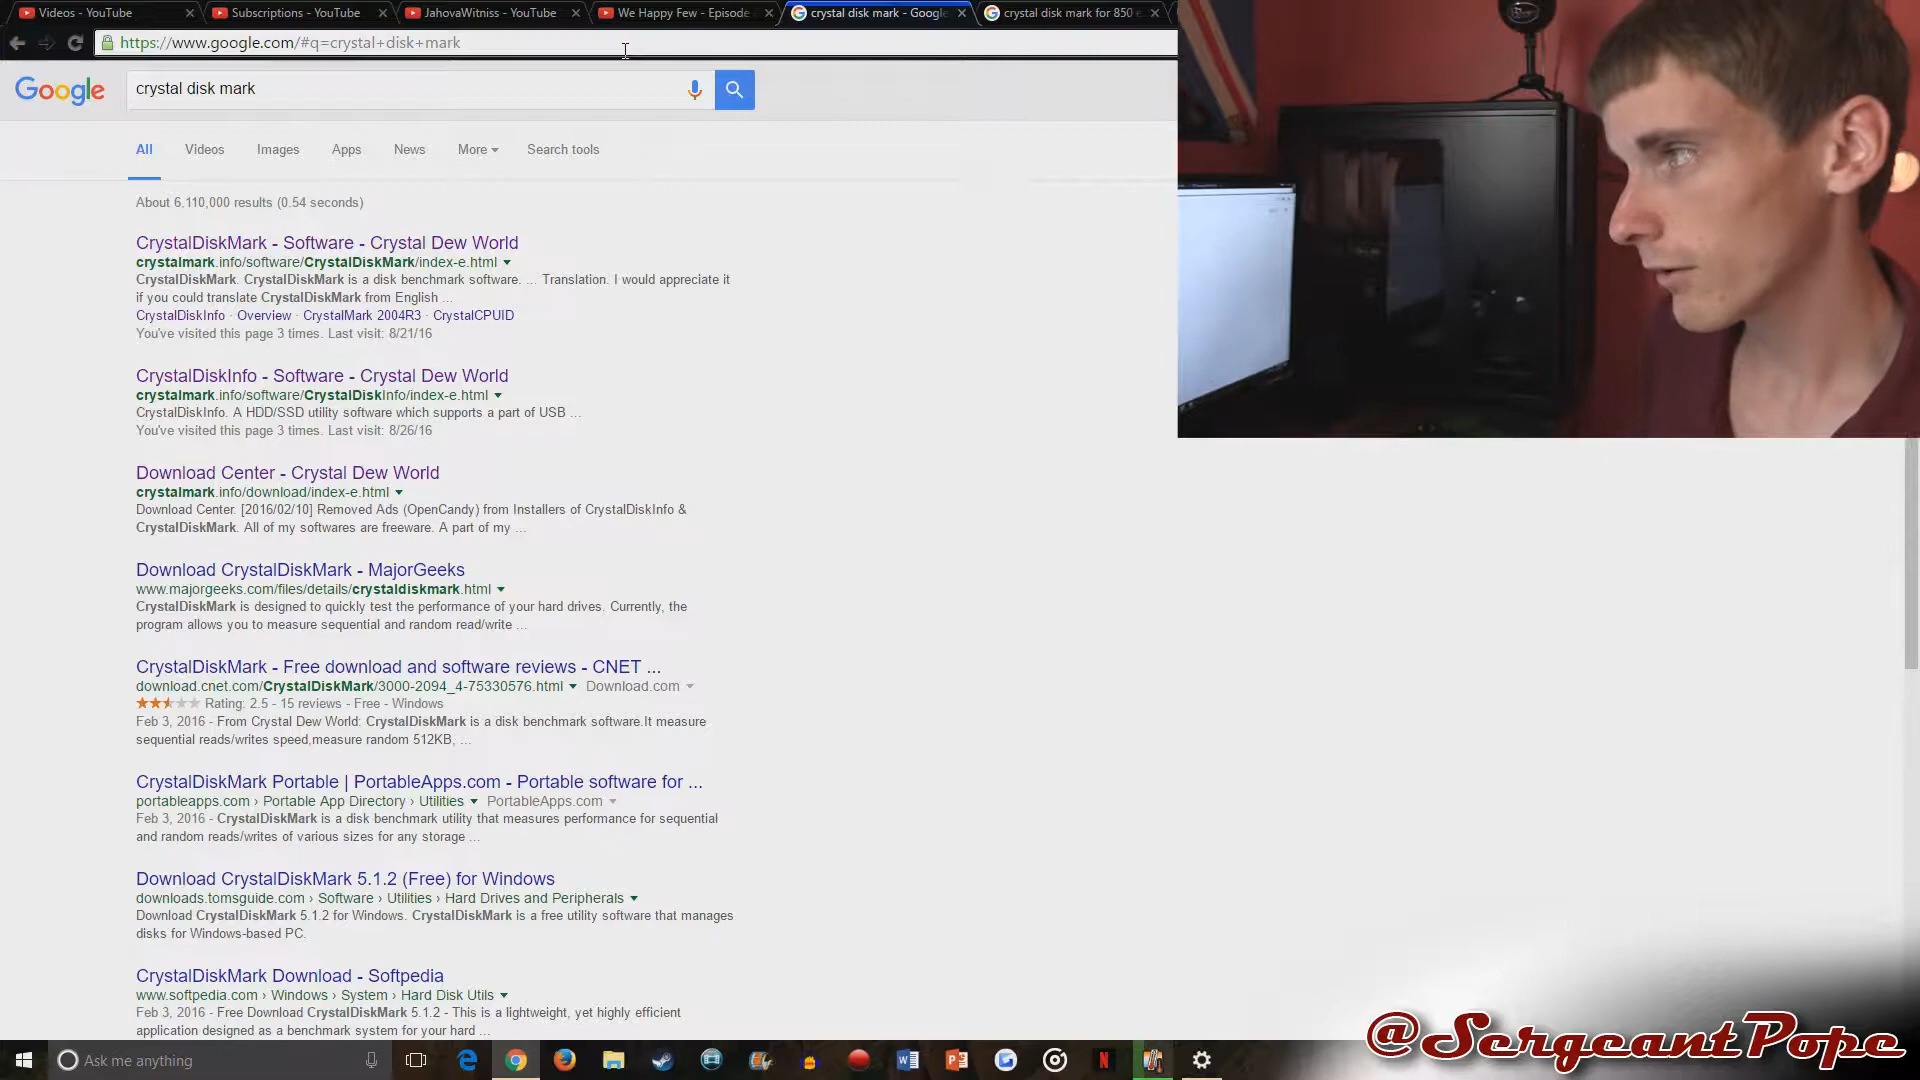 Videos - YouTube
Subscriptions - YouTube
JahovaWitniss - YouTube
We Happy Few - Episode
crystal disk mark - Google
crystal disk mark for 850 e
https://www.google.com/#q=crystal+disk+mark
Google
crystal disk mark
All Videos Images Apps News More Search tools
About 6,110,000 results (0.54 seconds)
CrystalDiskMark - Software - Crystal Dew World
crystalmark.info/software/CrystalDiskMark/index-e.html
CrystalDiskMark. CrystalDiskMark is a disk benchmark software. ... Translation. I would appreciate it
if you could translate CrystalDiskMark from English ...
CrystalDiskInfo · Overview · CrystalMark 2004R3 · CrystalCPUID
You've visited this page 3 times. Last visit: 8/21/16
CrystalDiskInfo - Software - Crystal Dew World
crystalmark.info/software/CrystalDiskInfo/index-e.html
CrystalDiskInfo. A HDD/SSD utility software which supports a part of USB ...
You've visited this page 3 times. Last visit: 8/26/16
Download Center - Crystal Dew World
crystalmark.info/download/index-e.html
Download Center. [2016/02/10] Removed Ads (OpenCandy) from Installers of CrystalDiskInfo &
CrystalDiskMark. All of my softwares are freeware. A part of my ...
Download CrystalDiskMark - MajorGeeks
www.majorgeeks.com/files/details/crystaldiskmark.html
CrystalDiskMark is designed to quickly test the performance of your hard drives. Currently, the
program allows you to measure sequential and random read/write ...
CrystalDiskMark - Free download and software reviews - CNET ...
download.cnet.com/CrystalDiskMark/3000-2094_4-75330576.html Download.com
Rating: 2.5 - 15 reviews - Free - Windows
Feb 3, 2016 - From Crystal Dew World: CrystalDiskMark is a disk benchmark software.It measure
sequential reads/writes speed,measure random 512KB, ...
CrystalDiskMark Portable | PortableApps.com - Portable software for ...
portableapps.com › Portable App Directory › Utilities PortableApps.com
Feb 3, 2016 - CrystalDiskMark is a disk benchmark utility that measures performance for sequential
and random reads/writes of various sizes for any storage ...
Download CrystalDiskMark 5.1.2 (Free) for Windows
downloads.tomsguide.com › Software › Utilities › Hard Drives and Peripherals
Download CrystalDiskMark 5.1.2 for Windows. CrystalDiskMark is a free utility software that manages
disks for Windows-based PC.
CrystalDiskMark Download - Softpedia
www.softpedia.com › Windows › System › Hard Disk Utils
Feb 3, 2016 - Free Download CrystalDiskMark 5.1.2 - This is a lightweight, yet highly efficient
application designed as a benchmark system for your hard ...
@SergeantPope
Ask me anything